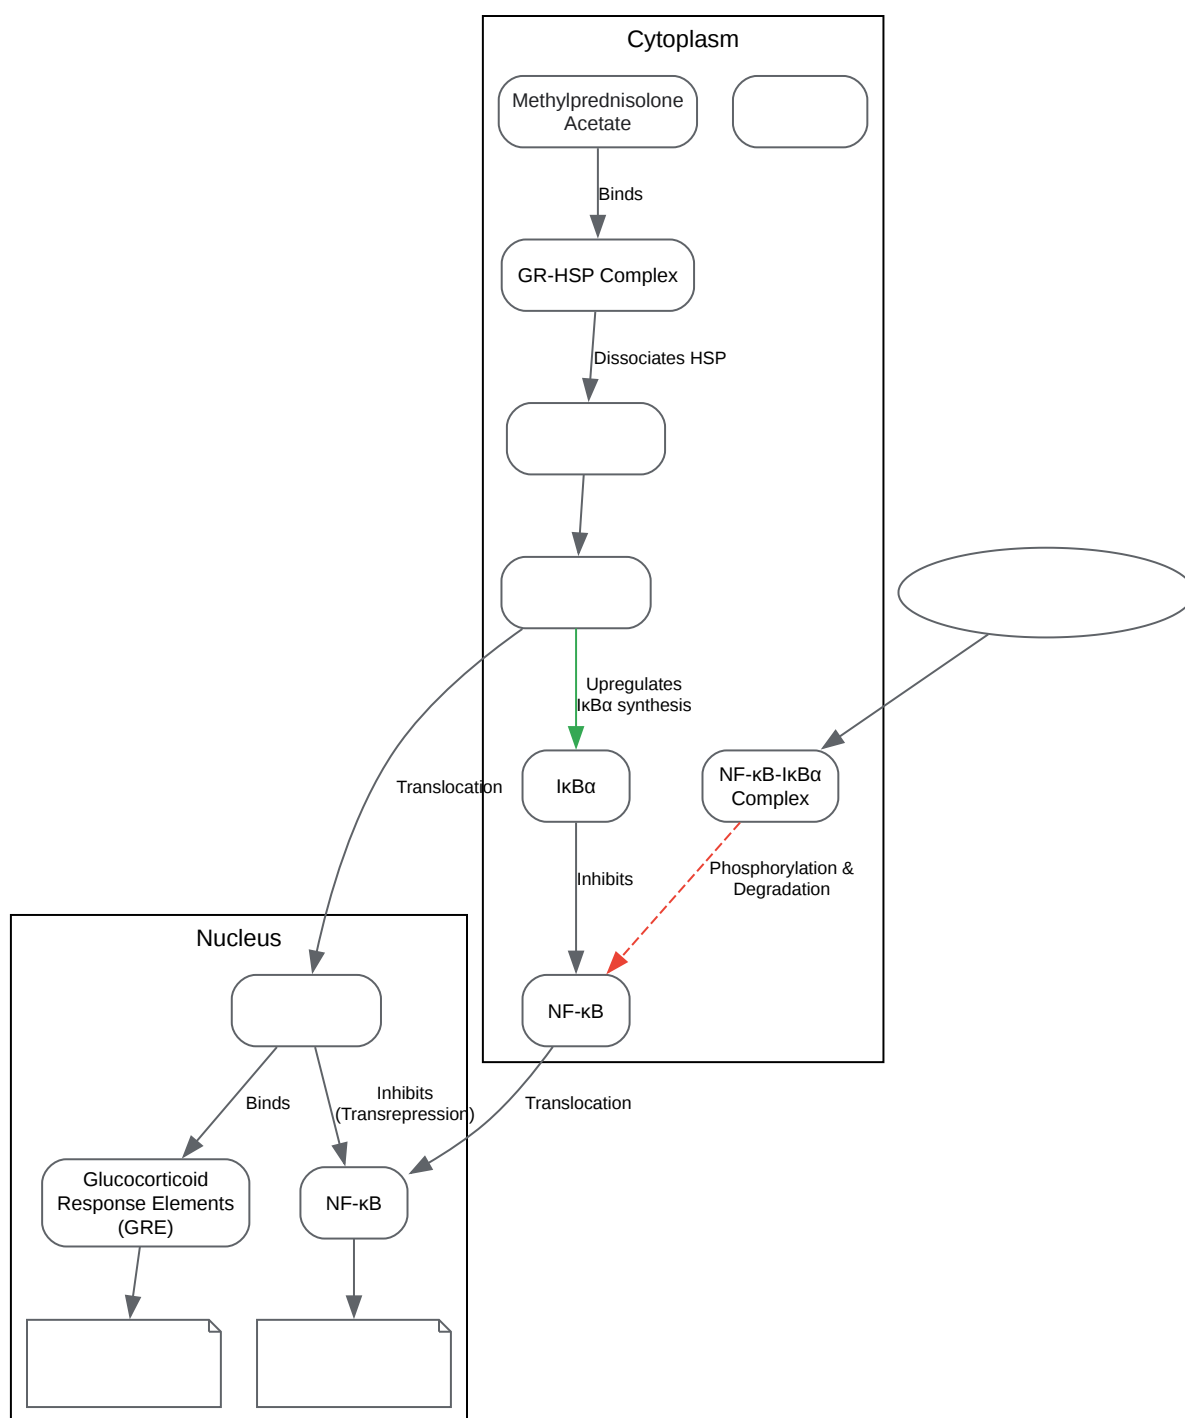 Cytoplasm
Methylprednisolone
Acetate
Binds
GR-HSP Complex
Dissociates HSP
Upregulates
IκBα synthesis
Translocation
IκBα
NF-κB-IκBα
Complex
Inhibits
Phosphorylation &
Degradation
Nucleus
NF-κB
Binds
Inhibits
(Transrepression)
Translocation
Glucocorticoid
Response Elements
(GRE)
NF-κB